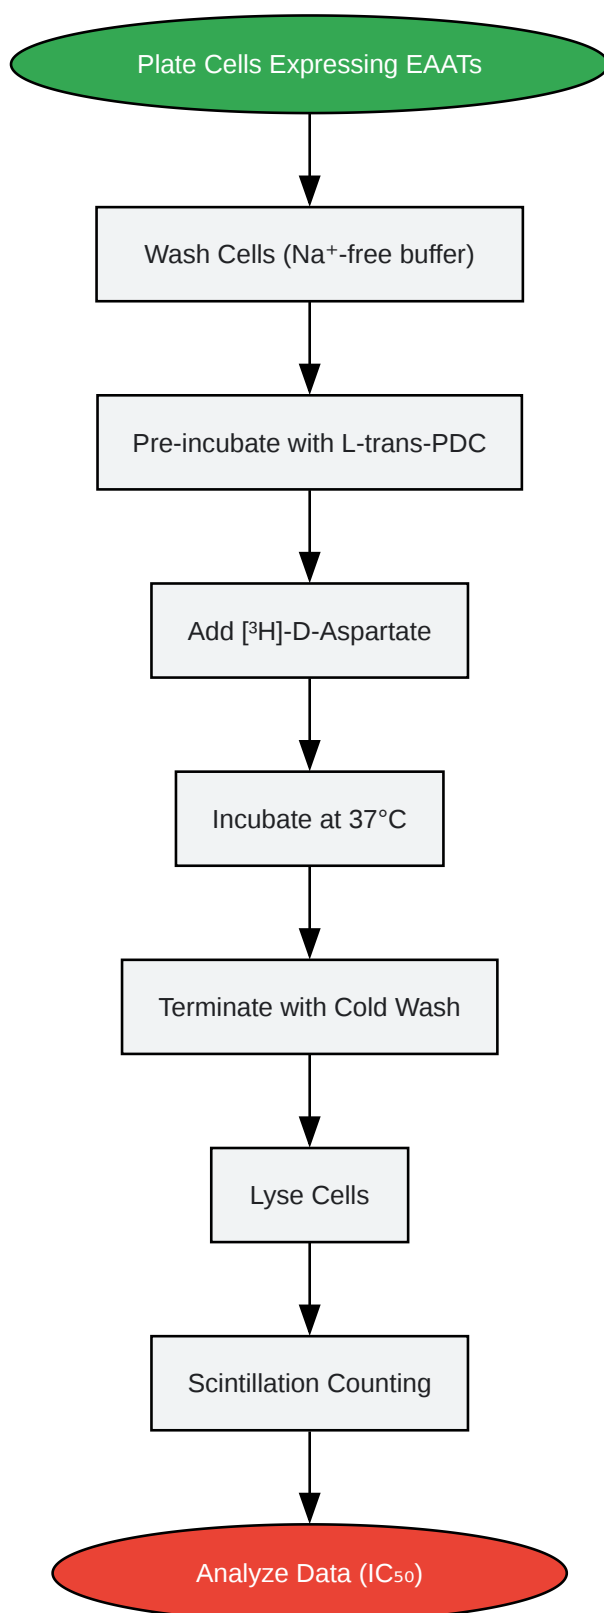 Plate Cells Expressing EAATs
Wash Cells (Na⁺-free buffer)
Pre-incubate with L-trans-PDC
Add [³H]-D-Aspartate
Incubate at 37°C
Terminate with Cold Wash
Lyse Cells
Scintillation Counting
Analyze Data (IC₅₀)